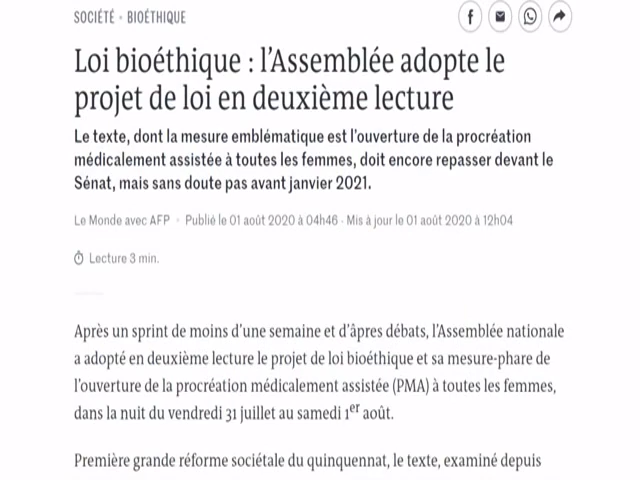 SOCIÉTÉ • BIOÉTHIQUE
Loi bioéthique : l’Assemblée adopte le
projet de loi en deuxième lecture
Le texte, dont la mesure emblématique est l’ouverture de la procréation
médicalement assistée à toutes les femmes, doit encore repasser devant le
Sénat, mais sans doute pas avant janvier 2021.
Le Monde avec AFP • Publié le 01 août 2020 à 04h46 - Mis à jour le 01 août 2020 à 12h04
Lecture 3 min.
Après un sprint de moins d’une semaine et d’âpres débats, l’Assemblée nationale
a adopté en deuxième lecture le projet de loi bioéthique et sa mesure-phare de
l’ouverture de la procréation médicalement assistée (PMA) à toutes les femmes,
dans la nuit du vendredi 31 juillet au samedi 1er août.
Première grande réforme sociétale du quinquennat, le texte, examiné depuis